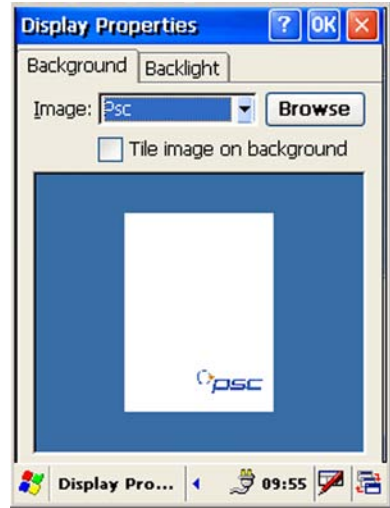 Display Properties ? OK X
Background Backlight
Image: Psc Browse
Tile image on background
psc
Display Pro... 09:55